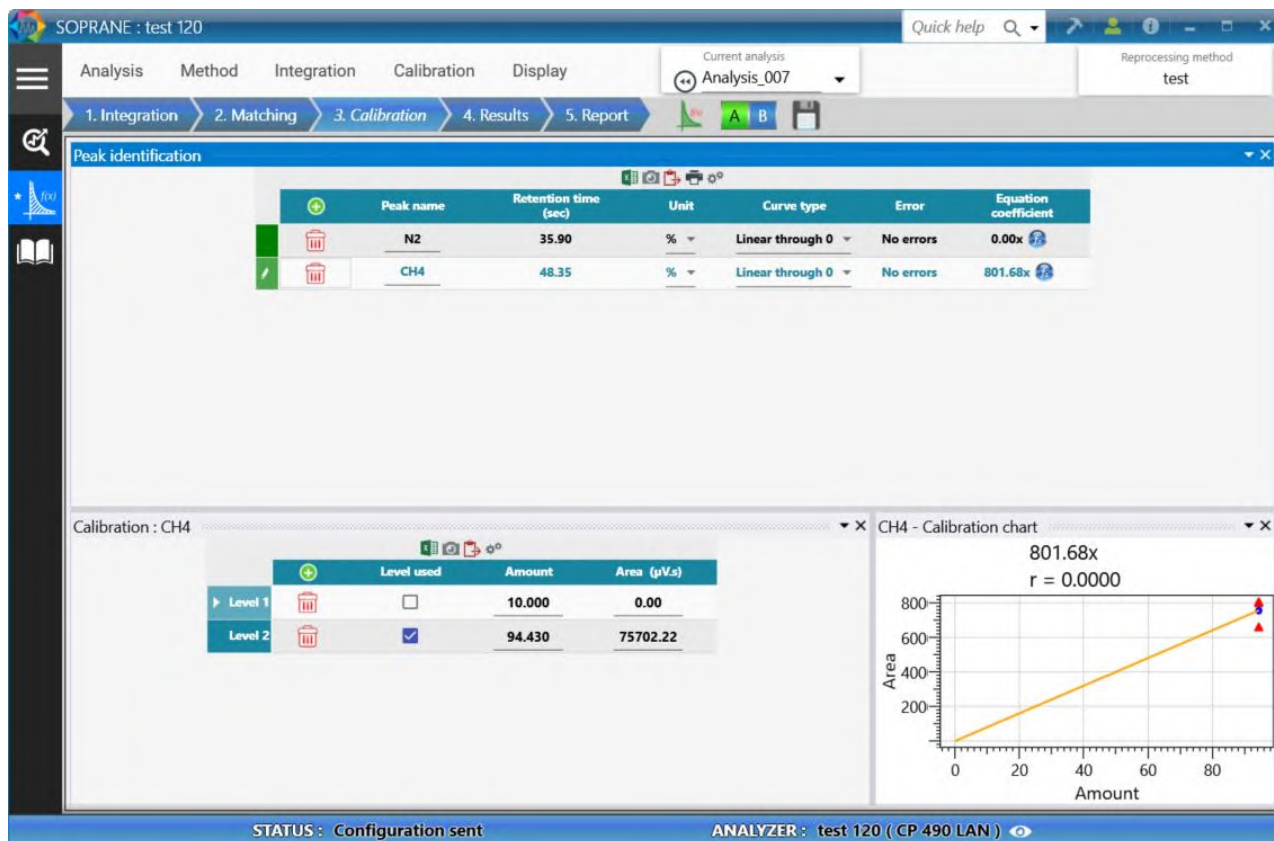 SOPRANE : test 120
Quick help
Analysis Method Integration Calibration Display
Current analysis
Analysis_007
Reprocessing method
test
1. Integration 2. Matching 3. Calibration 4. Results 5. Report
A B
f(x)
Peak identification
Peak name Retention time (sec) Unit Curve type Error Equation coefficient
N2 35.90 % Linear through 0 No errors 0.00x
CH4 48.35 % Linear through 0 No errors 801.68x
Calibration : CH4
Level used Amount Area (µV.s)
Level 1 10.000 0.00
Level 2 94.430 75702.22
CH4 - Calibration chart
801.68x
r = 0.0000
800
600
400
200
Area
0 20 40 60 80
Amount
STATUS : Configuration sent ANALYZER : test 120 ( CP 490 LAN )